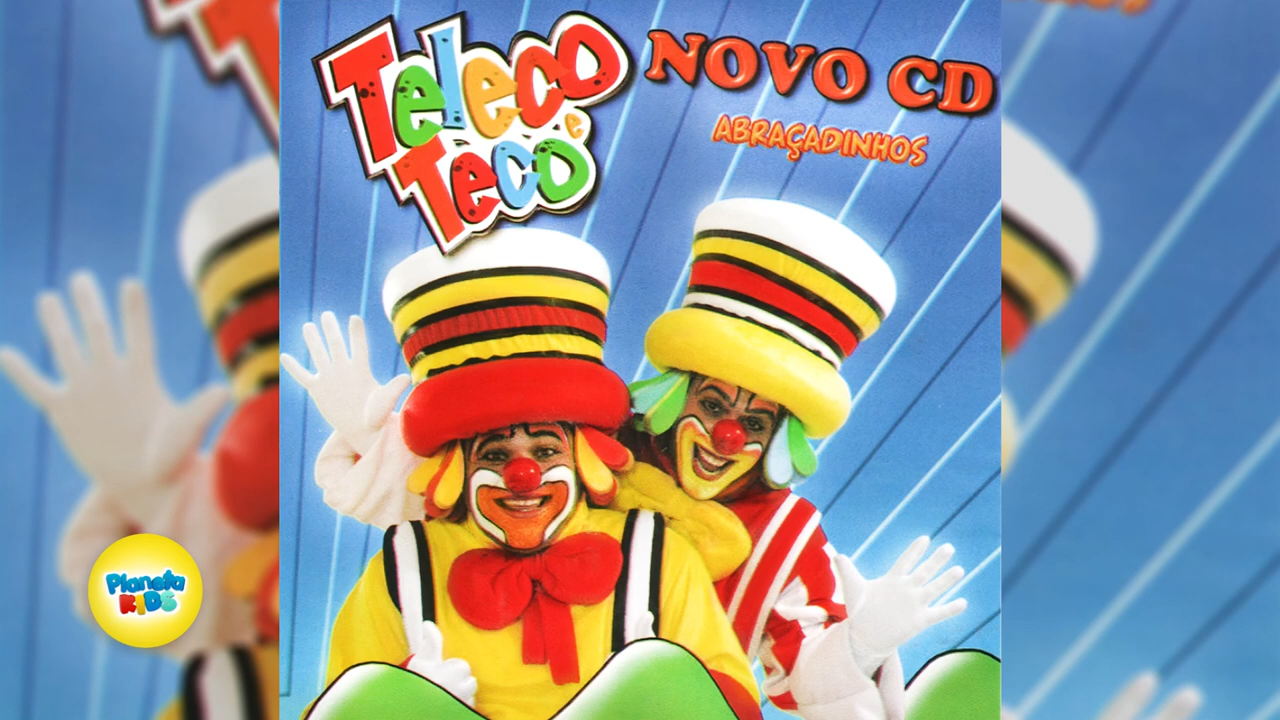 Teleco
e
Teco
NOVO CD
ABRAÇADINHOS
Planeta
KIDS